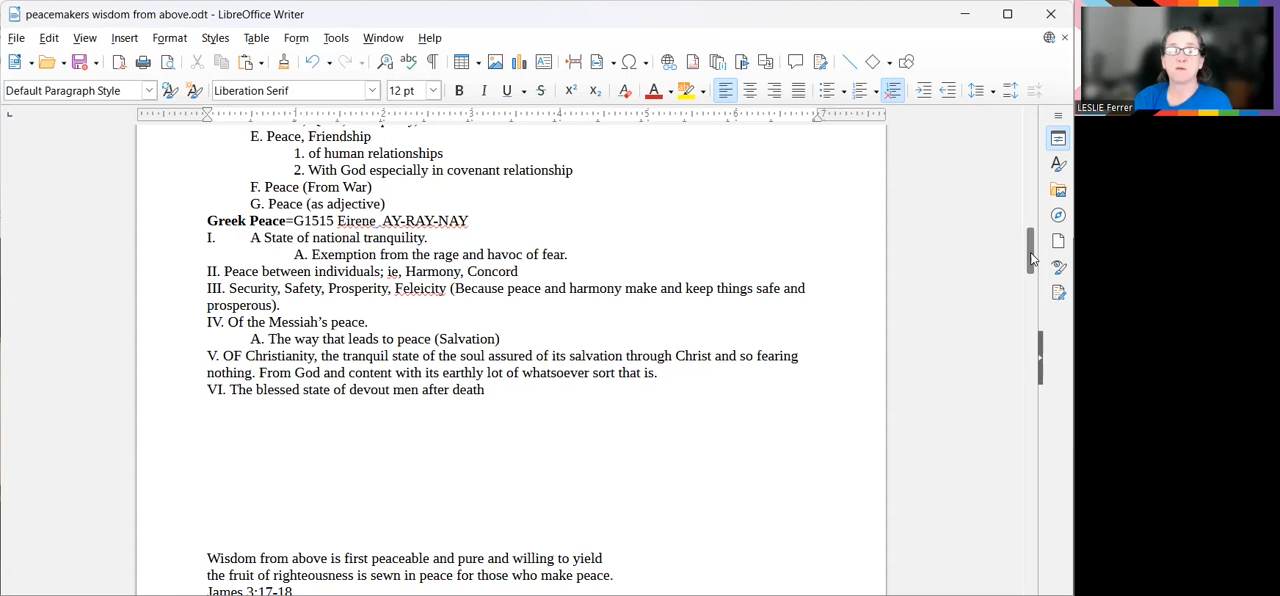 peacemakers wisdom from above.odt - LibreOffice Writer
File Edit View Insert Format Styles Table Form Tools Window Help
Default Paragraph Style Liberation Serif 12 pt
LESLIE Ferrer
1 2 3 4 5 6 7
E. Peace, Friendship
1. of human relationships
2. With God especially in covenant relationship
F. Peace (From War)
G. Peace (as adjective)
Greek Peace=G1515 Eirene AY-RAY-NAY
I. A State of national tranquility.
A. Exemption from the rage and havoc of fear.
II. Peace between individuals; ie, Harmony, Concord
III. Security, Safety, Prosperity, Feleicity (Because peace and harmony make and keep things safe and
prosperous).
IV. Of the Messiah’s peace.
A. The way that leads to peace (Salvation)
V. OF Christianity, the tranquil state of the soul assured of its salvation through Christ and so fearing
nothing. From God and content with its earthly lot of whatsoever sort that is.
VI. The blessed state of devout men after death
Wisdom from above is first peaceable and pure and willing to yield
the fruit of righteousness is sewn in peace for those who make peace.
James 3:17-18